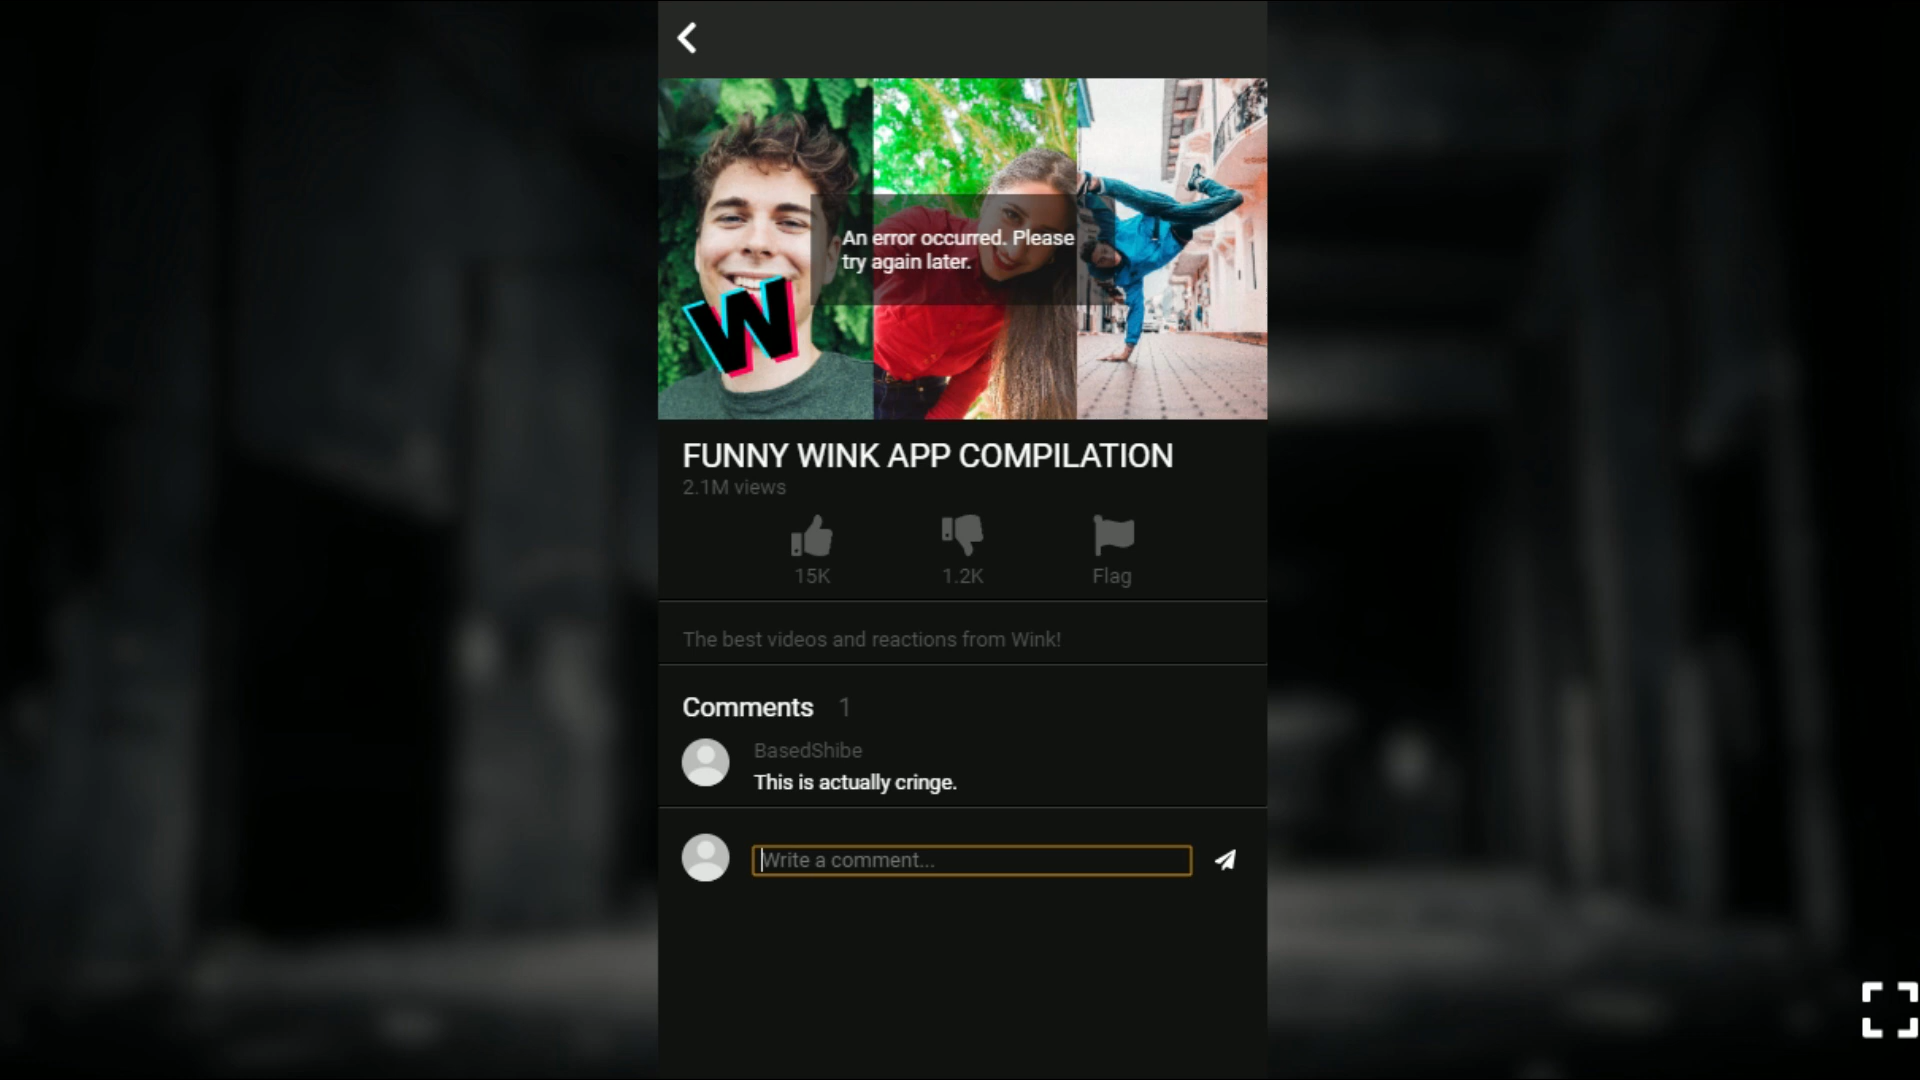 W
An error occurred. Please
try again later.
FUNNY WINK APP COMPILATION
2.1M views
15K
1.2K
Flag
The best videos and reactions from Wink!
Comments 1
BasedShibe
This is actually cringe.
Write a comment...